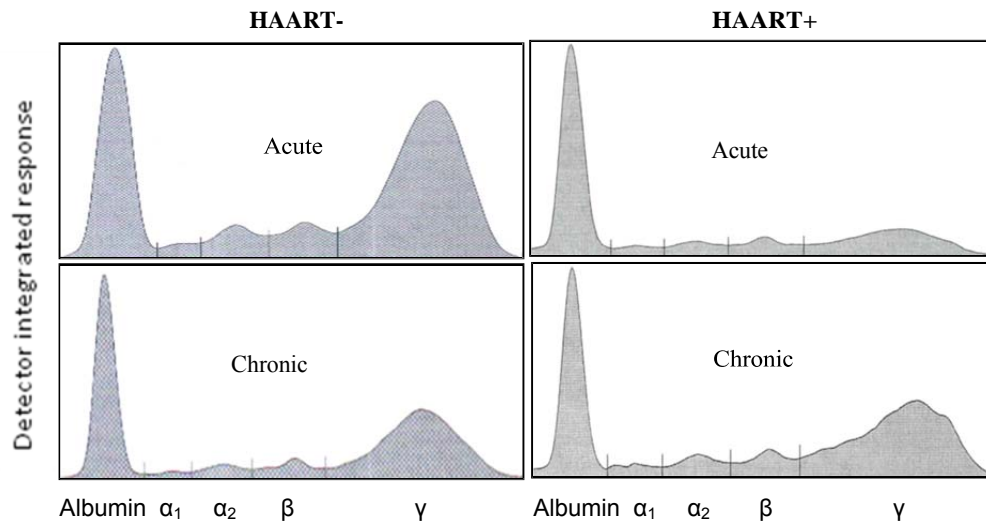 HAART-
HAART+
Detector integrated response
Acute
Acute
Chronic
Chronic
Albumin α₁ α₂ β γ
Albumin α₁ α₂ β γ